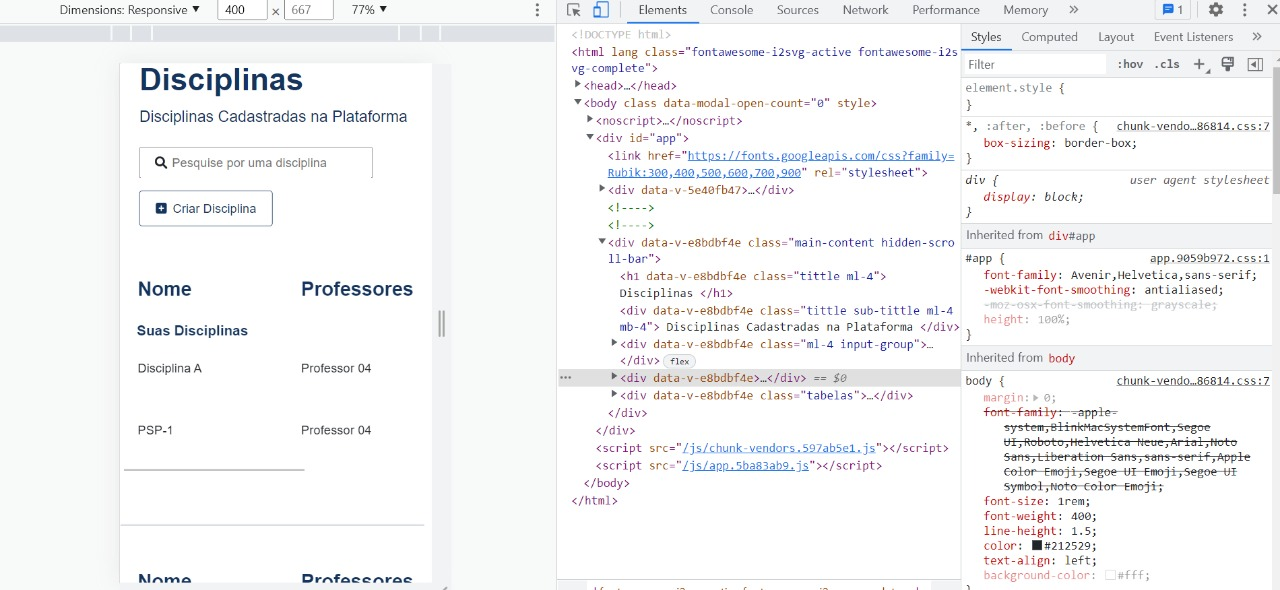 Dimensions: Responsive ▼ 400 × 667 77% ▼
Disciplinas
Disciplinas Cadastradas na Plataforma
Pesquise por uma disciplina
Criar Disciplina
Nome Professores
Suas Disciplinas
Disciplina A Professor 04
PSP-1 Professor 04
Nome Professores
Elements Console Sources Network Performance Memory » 1
<!DOCTYPE html>
<html lang class="fontawesome-i2svg-active fontawesome-i2s
vg-complete">
<head>…</head>
<body class data-modal-open-count="0" style>
<noscript>…</noscript>
<div id="app">
<link href="https://fonts.googleapis.com/css?family=
Rubik:300,400,500,600,700,900" rel="stylesheet">
<div data-v-5e40fb47>…</div>
<!---->
<!---->
<div data-v-e8bdbf4e class="main-content hidden-scro
ll-bar">
<h1 data-v-e8bdbf4e class="tittle ml-4">
Disciplinas </h1>
<div data-v-e8bdbf4e class="tittle sub-title ml-4
mb-4"> Disciplinas Cadastradas na Plataforma </div>
<div data-v-e8bdbf4e class="ml-4 input-group">…
</div> flex
<div data-v-e8bdbf4e>…</div> == $0
<div data-v-e8bdbf4e class="tabelas">…</div>
</div>
</div>
<script src="/js/chunk-vendors.597ab5e1.js"></script>
<script src="/js/app.5ba83ab9.js"></script>
</body>
</html>
Styles Computed Layout Event Listeners »
Filter :hov .cls +
element.style {
}
*, :after, :before { chunk-vendo…86814.css:7
box-sizing: border-box;
}
div { user agent stylesheet
display: block;
}
Inherited from div#app
#app { app.9059b972.css:1
font-family: Avenir,Helvetica,sans-serif;
-webkit-font-smoothing: antialiased;
-moz-osx-font-smoothing: grayscale;
height: 100%;
}
Inherited from body
body { chunk-vendo…86814.css:7
margin: 0;
font-family: -apple-
system,BlinkMacSystemFont,Segoe
UI,Roboto,Helvetica Neue,Arial,Noto
Sans,Liberation Sans,sans-serif,Apple
Color Emoji,Segoe UI Emoji,Segoe UI
Symbol,Noto Color Emoji;
font-size: 1rem;
font-weight: 400;
line-height: 1.5;
color: #212529;
text-align: left;
background-color: #fff;
}